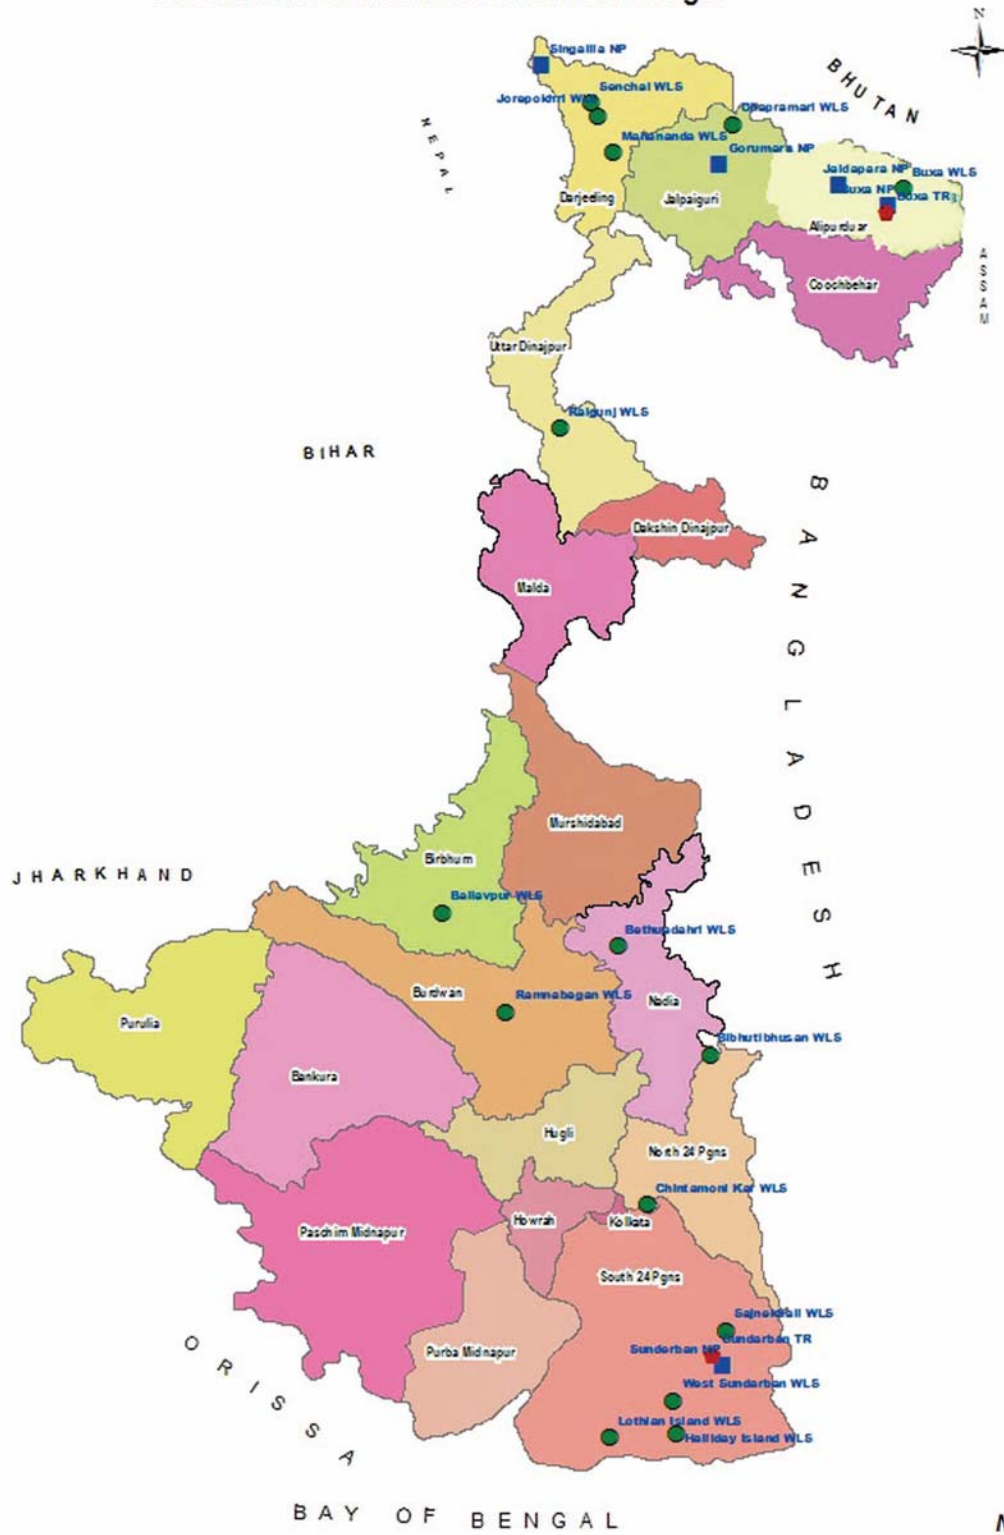 N
Singalila NP
BHUTAN
Senchal WLS
NEPAL
Chapramari WLS
Mahananda WLS
Gorumara NP
Jaldapara NP
Buxa WLS
Buxa NP
Buxa TR
Darjeeling
Jalpaiguri
Alipurduar
ASSAM
Coochbehar
Uttar Dinajpur
Raigunj WLS
BIHAR
BANGLADESH
Dakshin Dinajpur
Malda
Murshidabad
Birbhum
JHARKHAND
Ballavpur WLS
Bethuadahri WLS
Burdwan
Ramnabagan WLS
Nadia
Purulia
Bibhutibhusan WLS
Bankura
Hugli
North 24 Pgns
Chintamoni Kar WLS
Howrah
Kolkata
Paschim Midnapur
South 24 Pgns
Sajnekhali WLS
Sundarban TR
Sunderban NP
ORISSA
Purba Midnapur
West Sundarban WLS
Lothian Island WLS
Halliday Island WLS
BAY OF BENGAL